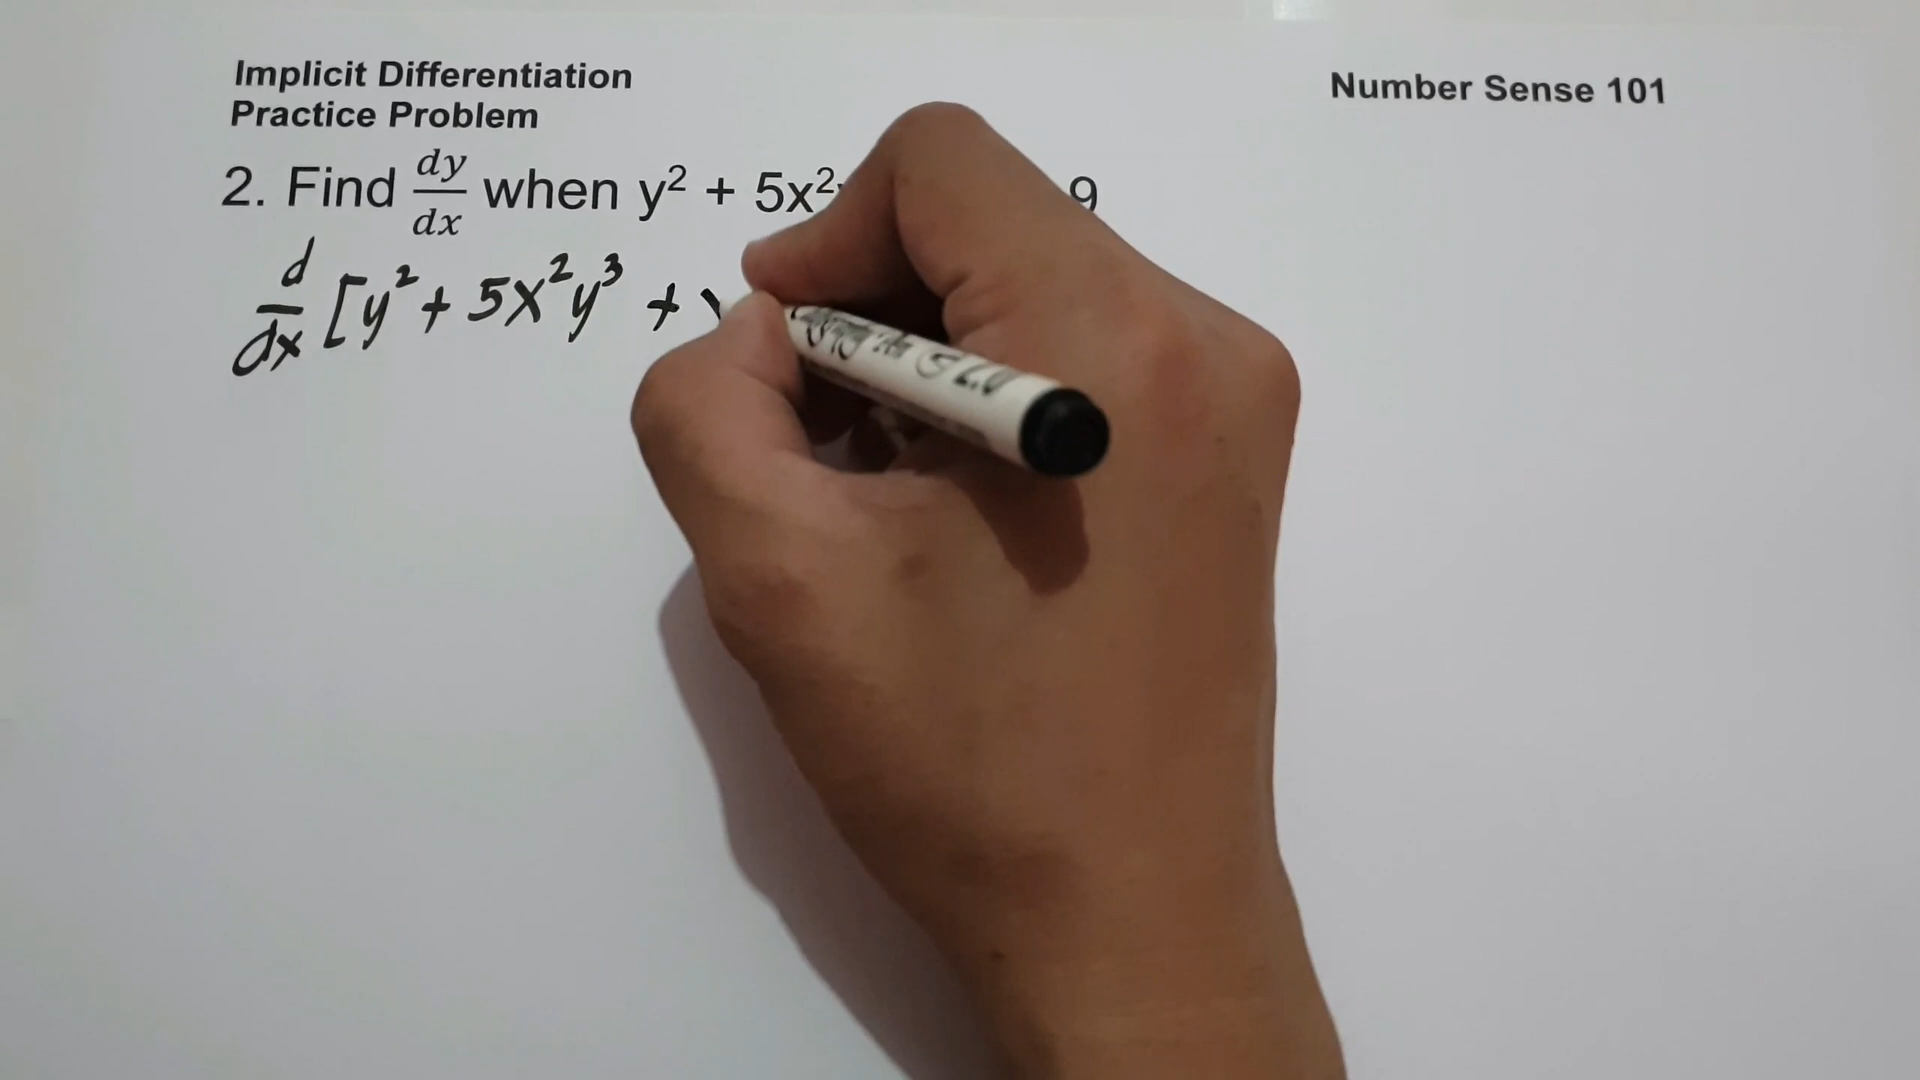 Implicit Differentiation
Practice Problem
Number Sense 101
2. Find dy/dx when y² + 5x² 9
d/dx [y² + 5x²y³ +